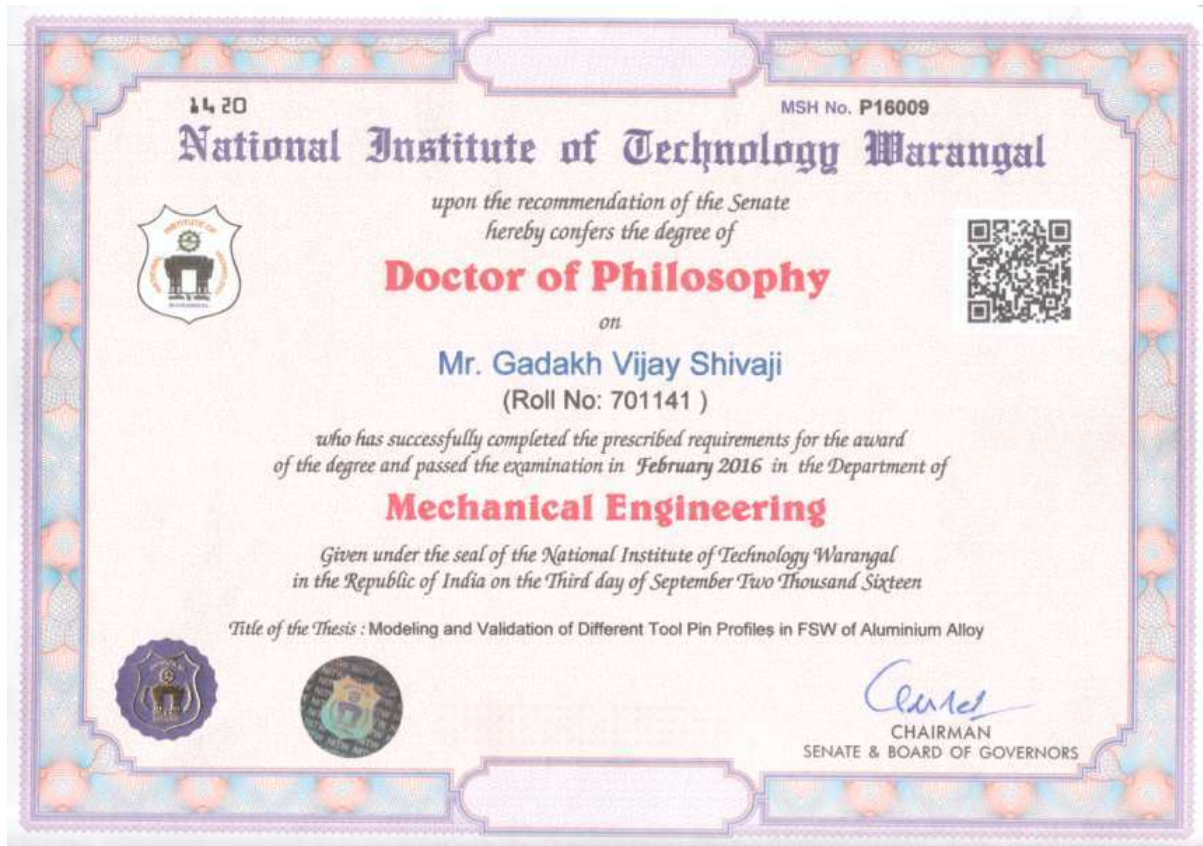 1420
MSH No. P16009
National Institute of Technology Warangal
upon the recommendation of the Senate
hereby confers the degree of
Doctor of Philosophy
on
Mr. Gadakh Vijay Shivaji
(Roll No: 701141 )
who has successfully completed the prescribed requirements for the award
of the degree and passed the examination in February 2016 in the Department of
Mechanical Engineering
Given under the seal of the National Institute of Technology Warangal
in the Republic of India on the Third day of September Two Thousand Sixteen
Title of the Thesis : Modeling and Validation of Different Tool Pin Profiles in FSW of Aluminium Alloy
CHAIRMAN
SENATE & BOARD OF GOVERNORS